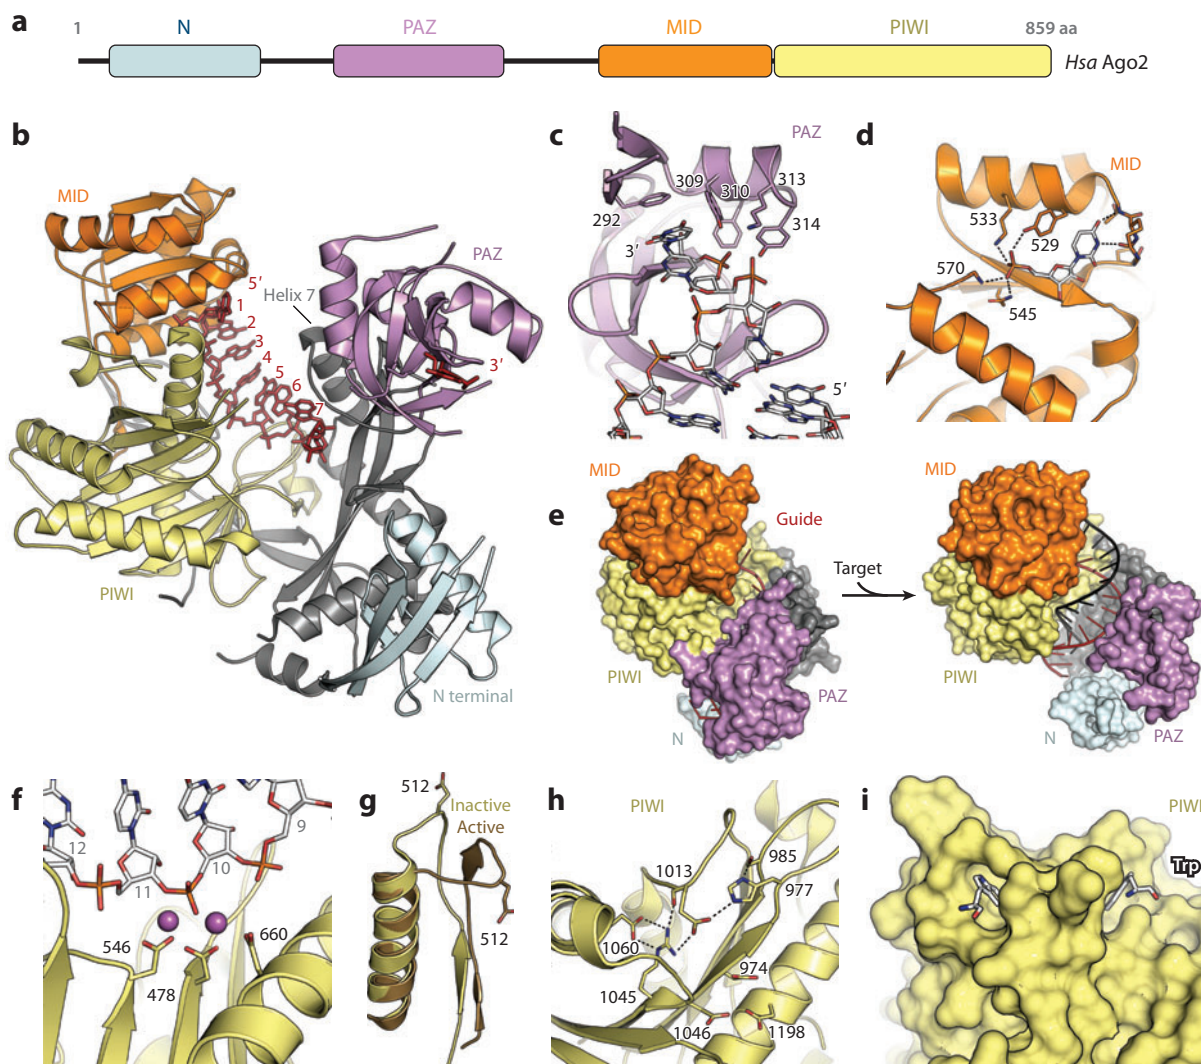 a
1
N
PAZ
MID
PIWI
859 aa
Hsa Ago2
b
MID
5′
1
2
3
4
5
6
7
Helix 7
PAZ
3′
PIWI
N terminal
c
PAZ
309
310
313
292
314
3′
5′
d
MID
533
529
570
545
e
MID
Guide
PIWI
PAZ
N
Target
MID
PIWI
N
PAZ
f
12
11
10
9
546
478
660
g
512
Inactive
Active
512
h
PIWI
1013
985
977
1060
974
1045
1046
1198
i
PIWI
Trp